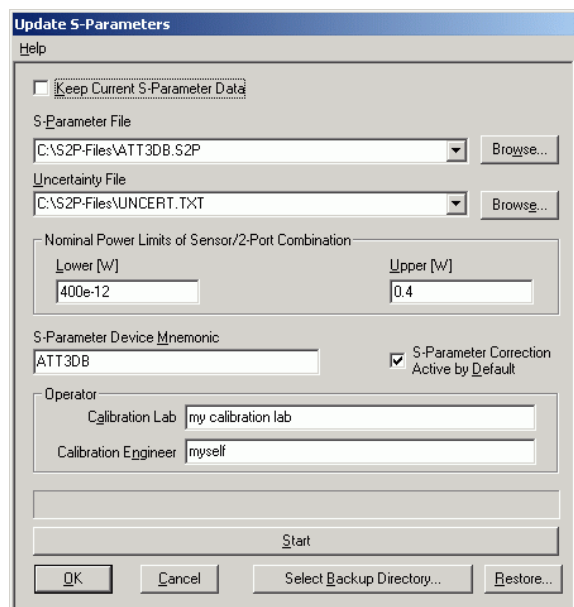 Update S-Parameters
Help
Keep Current S-Parameter Data
S-Parameter File
C:\S2P-Files\ATT3DB.S2P
Browse...
Uncertainty File
C:\S2P-Files\UNCERT.TXT
Browse...
Nominal Power Limits of Sensor/2-Port Combination
Lower [W]
Upper [W]
400e-12
0.4
S-Parameter Device Mnemonic
ATT3DB
S-Parameter Correction
Active by Default
Operator
Calibration Lab
my calibration lab
Calibration Engineer
myself
Start
OK
Cancel
Select Backup Directory...
Restore...